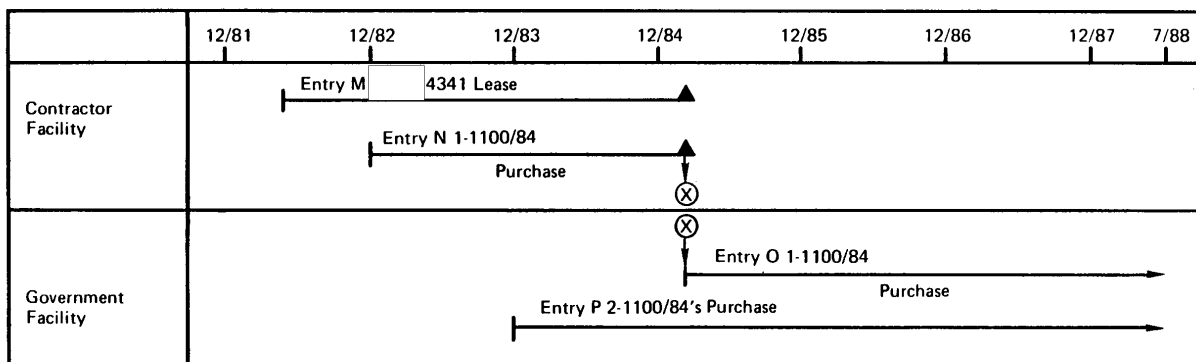 12/81 12/82 12/83 12/84 12/85 12/86 12/87 7/88
Contractor
Facility
Entry M 4341 Lease
Entry N 1-1100/84
Purchase
X
Government
Facility
X
Entry O 1-1100/84
Purchase
Entry P 2-1100/84's Purchase